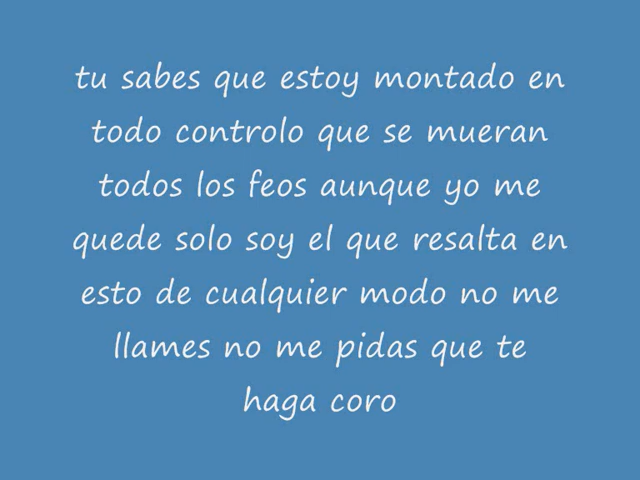 tu sabes que estoy montado en
todo controlo que se mueran
todos los feos aunque yo me
quede solo soy el que resalta en
esto de cualquier modo no me
llames no me pidas que te
haga coro